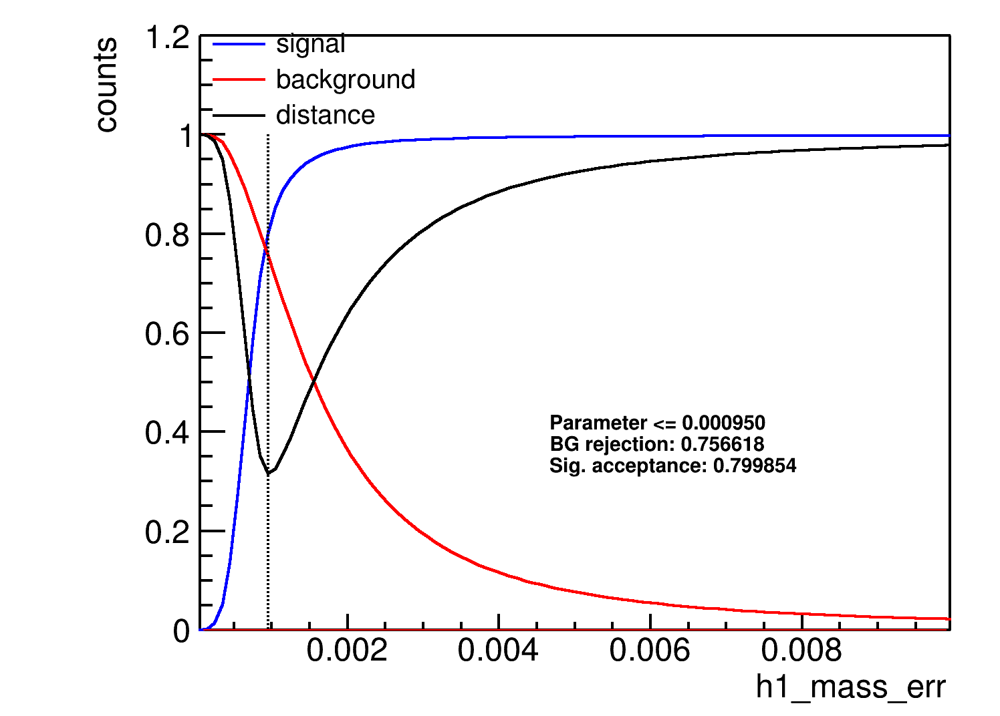 counts
1.2
1
0.8
0.6
0.4
0.2
0
signal
background
distance
Parameter <= 0.000950
BG rejection: 0.756618
Sig. acceptance: 0.799854
0.002
0.004
0.006
0.008
h1_mass_err